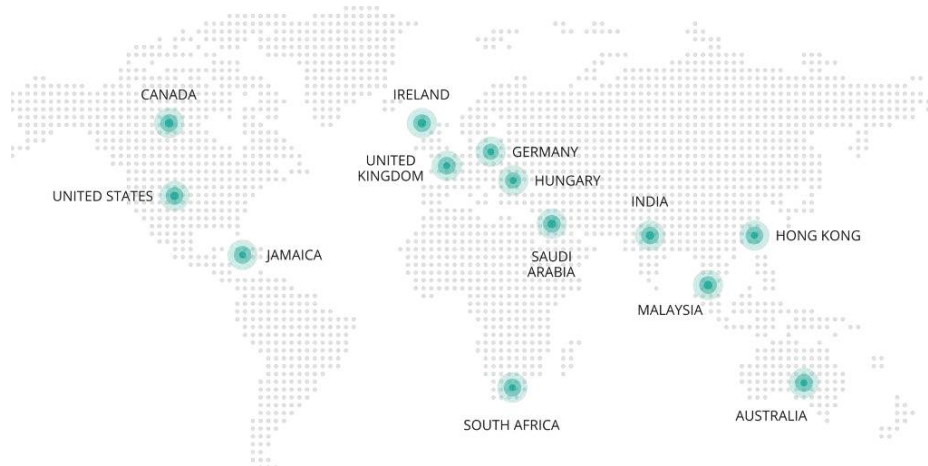 CANADA
IRELAND
UNITED
KINGDOM
GERMANY
HUNGARY
UNITED STATES
INDIA
JAMAICA
SAUDI
ARABIA
HONG KONG
MALAYSIA
SOUTH AFRICA
AUSTRALIA